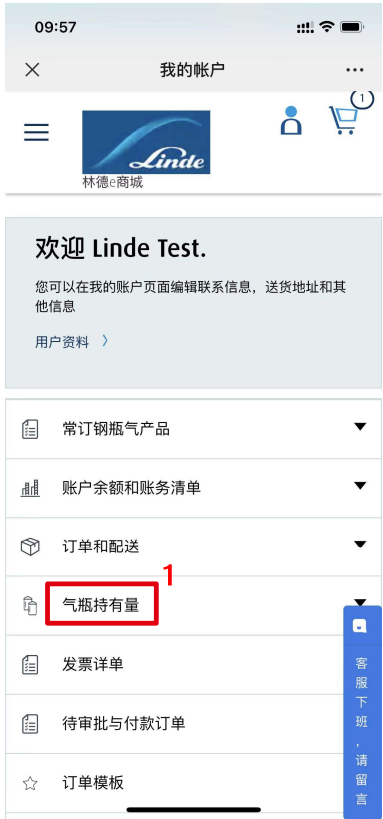 09:57
我的帐户
1
Linde
林德e商城
欢迎 Linde Test.
您可以在我的账户页面编辑联系信息，送货地址和其
他信息
用户资料
常订钢瓶气产品
账户余额和账务清单
订单和配送
1
气瓶持有量
发票详单
待审批与付款订单
订单模板
客服下班，请留言